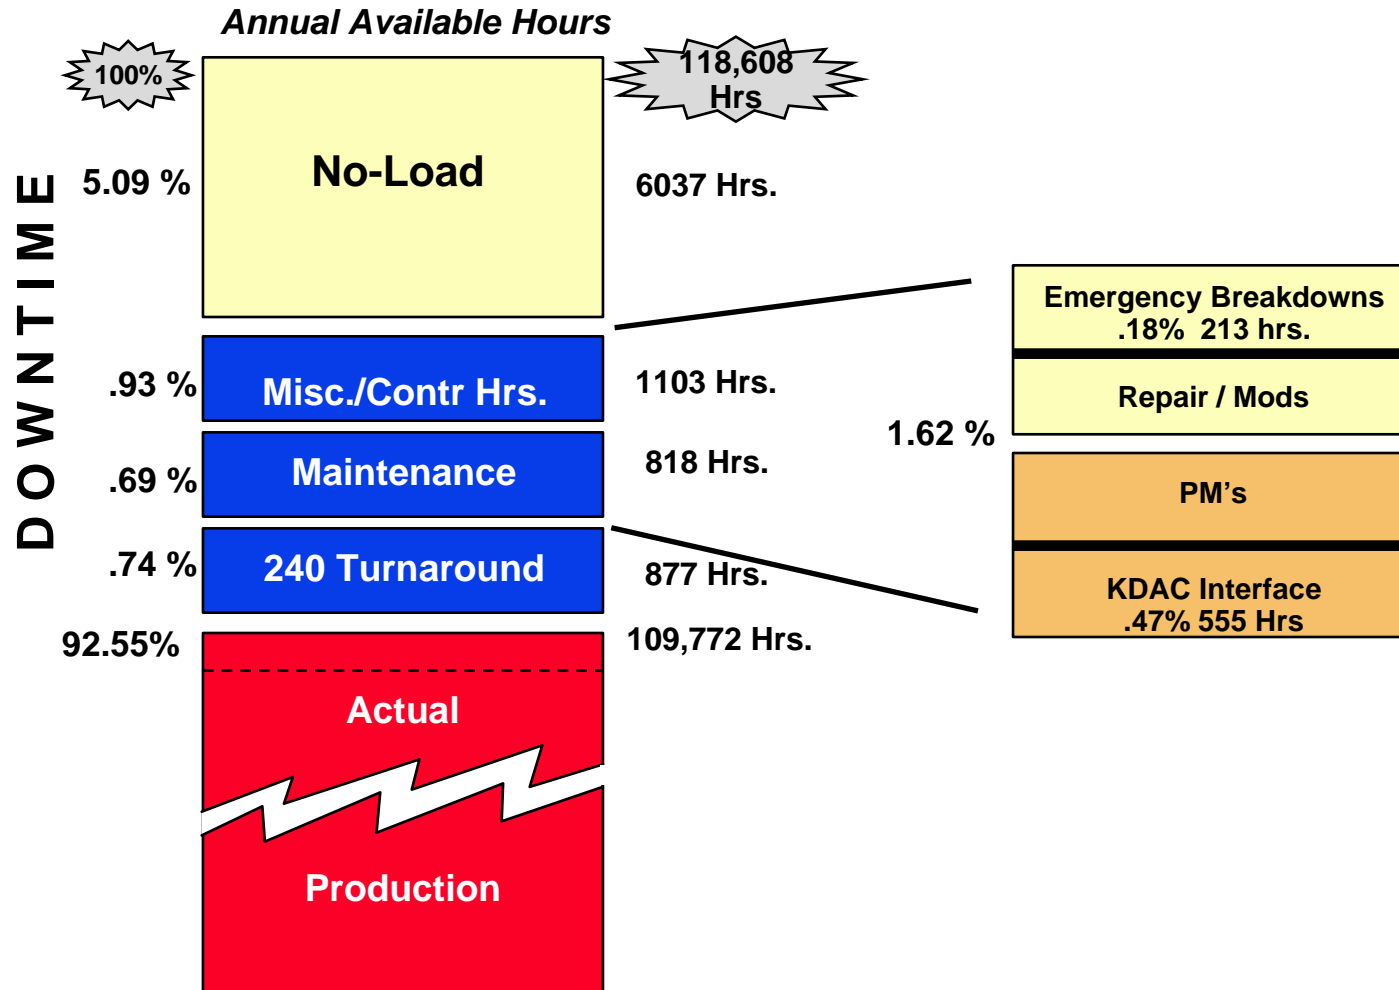 Annual Available Hours
100%
118,608
Hrs
DOWNTIME
5.09 %
No-Load
6037 Hrs.
.93 %
Misc./Contr Hrs.
1103 Hrs.
.69 %
Maintenance
818 Hrs.
.74 %
240 Turnaround
877 Hrs.
92.55%
109,772 Hrs.
Actual
Production
1.62 %
Emergency Breakdowns
.18%  213 hrs.
Repair / Mods
PM’s
KDAC Interface
.47% 555 Hrs